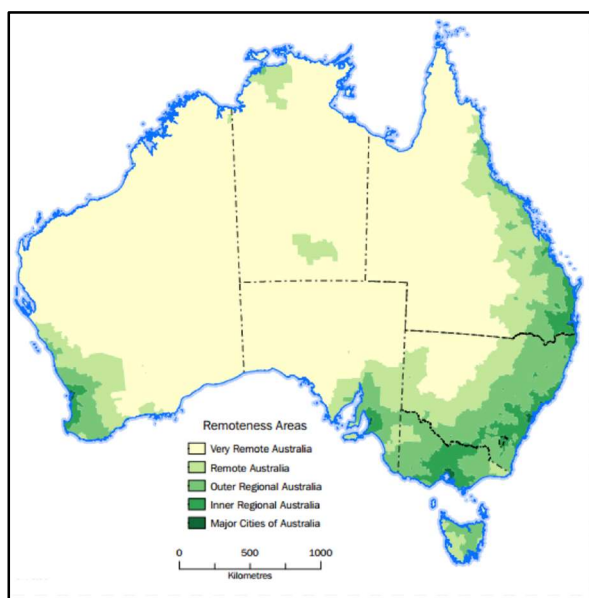 Remoteness Areas
Very Remote Australia
Remote Australia
Outer Regional Australia
Inner Regional Australia
Major Cities of Australia
0 500 1000
Kilometres